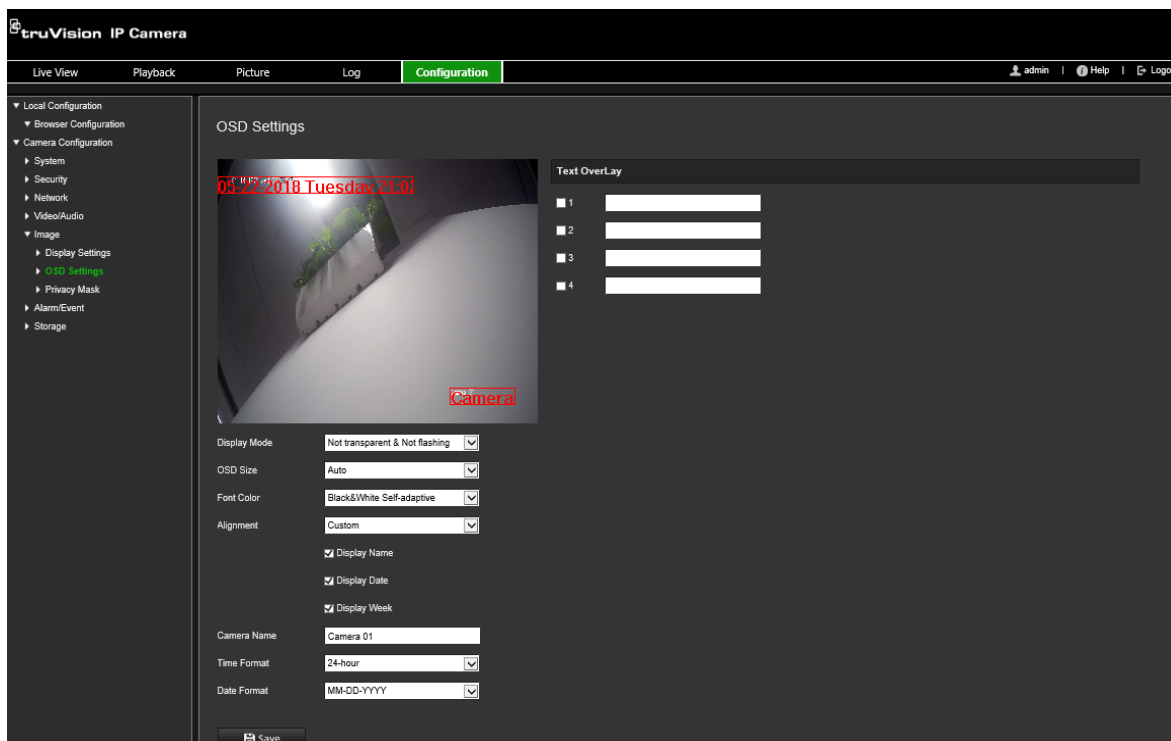 truVision IP Camera
Live View Playback Picture Log Configuration admin | Help | Logo
Local Configuration
Browser Configuration
Camera Configuration
System
Security
Network
Video/Audio
Image
Display Settings
OSD Settings
Privacy Mask
Alarm/Event
Storage
OSD Settings
05-22-2018 Tuesday 21:0
Camera
Text OverLay
1
2
3
4
Display Mode Not transparent & Not flashing
OSD Size Auto
Font Color Black&White Self-adaptive
Alignment Custom
Display Name
Display Date
Display Week
Camera Name Camera 01
Time Format 24-hour
Date Format MM-DD-YYYY
Save